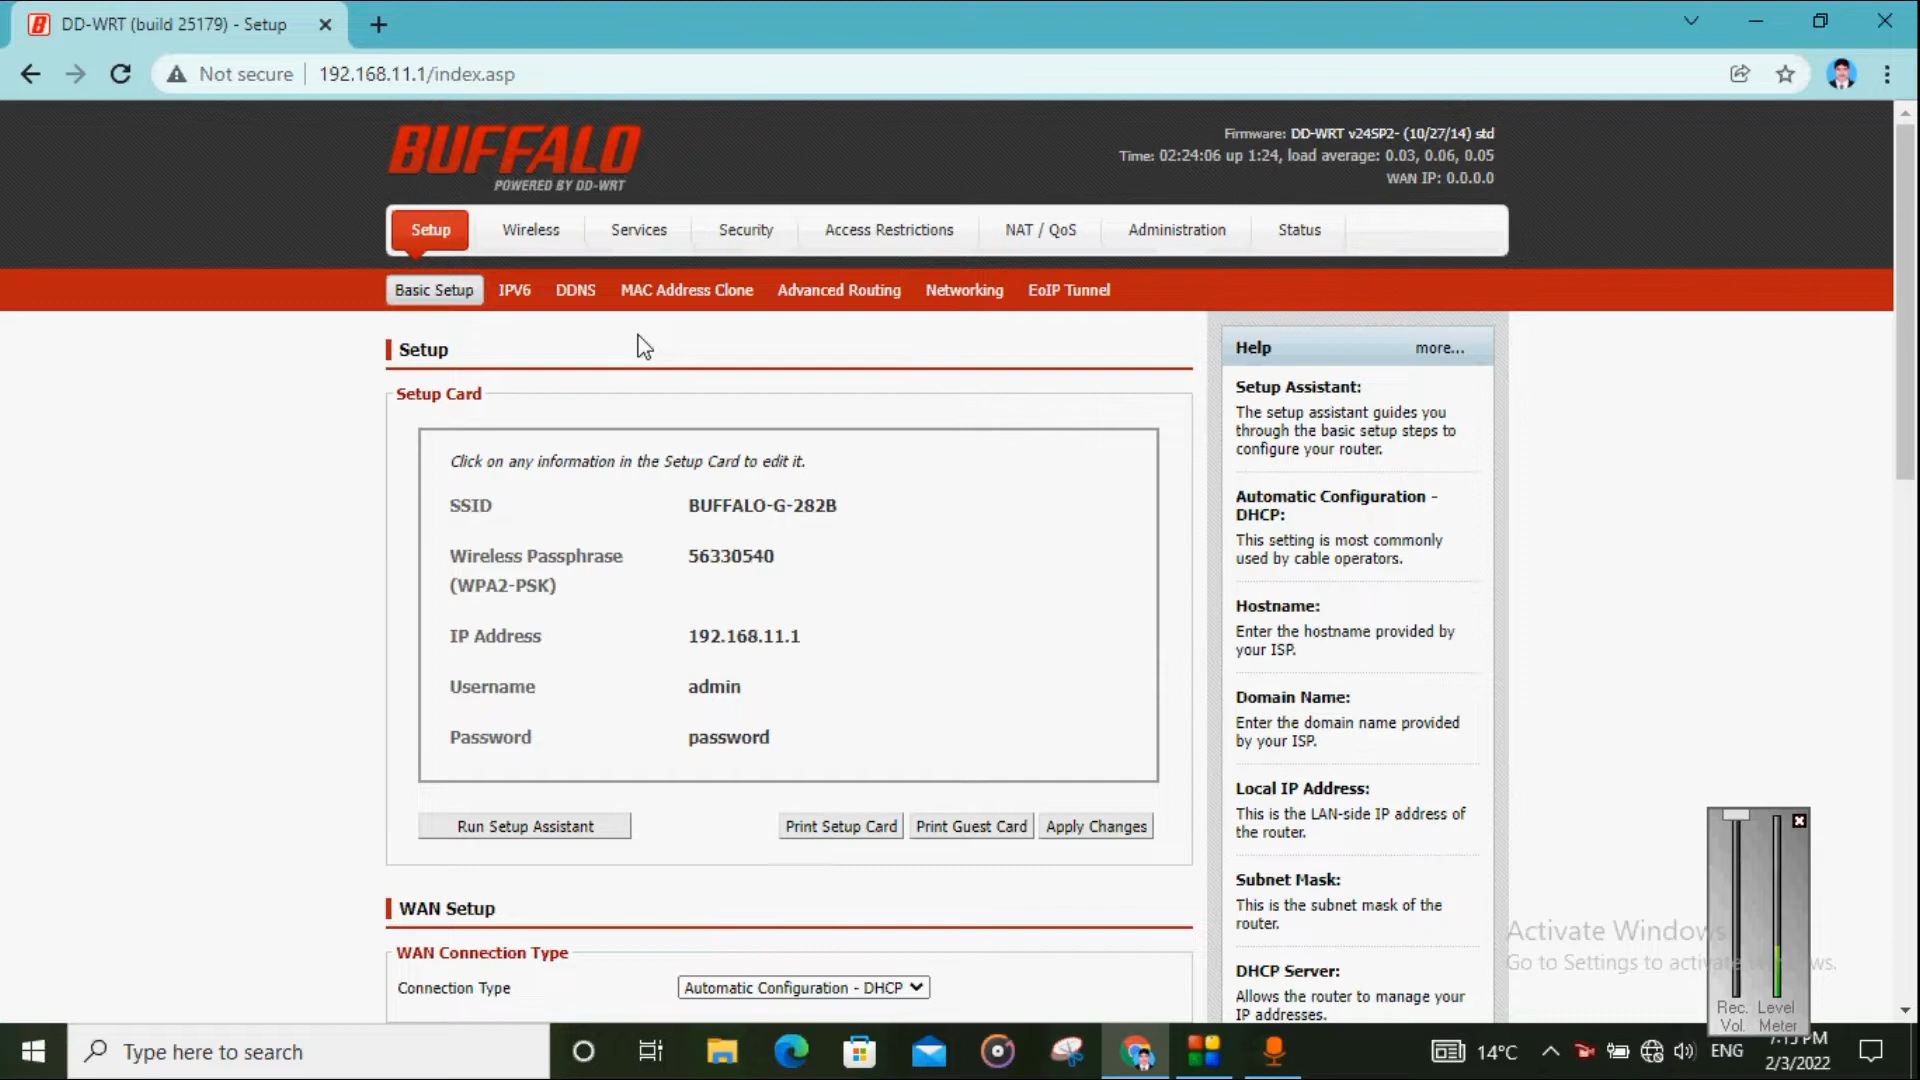 DD-WRT (build 25179) - Setup
Not secure
192.168.11.1/index.asp
BUFFALO
POWERED BY DD-WRT
Firmware: DD-WRT v24SP2- (10/27/14) std
Time: 02:24:06 up 1:24, load average: 0.03, 0.06, 0.05
WAN IP: 0.0.0.0
Setup
Wireless
Services
Security
Access Restrictions
NAT / QoS
Administration
Status
Basic Setup
IPV6
DDNS
MAC Address Clone
Advanced Routing
Networking
EoIP Tunnel
Setup
Setup Card
Click on any information in the Setup Card to edit it.
SSID BUFFALO-G-282B
Wireless Passphrase 56330540
(WPA2-PSK)
IP Address 192.168.11.1
Username admin
Password password
Run Setup Assistant
Print Setup Card
Print Guest Card
Apply Changes
WAN Setup
WAN Connection Type
Connection Type Automatic Configuration - DHCP
Help more...
Setup Assistant:
The setup assistant guides you
through the basic setup steps to
configure your router.
Automatic Configuration -
DHCP:
This setting is most commonly
used by cable operators.
Hostname:
Enter the hostname provided by
your ISP.
Domain Name:
Enter the domain name provided
by your ISP.
Local IP Address:
This is the LAN-side IP address of
the router.
Subnet Mask:
This is the subnet mask of the
router.
DHCP Server:
Allows the router to manage your
IP addresses.
Activate Windows
Go to Settings to activate
Rec. Level
Vol. Meter
Type here to search
14°C
ENG
2/3/2022